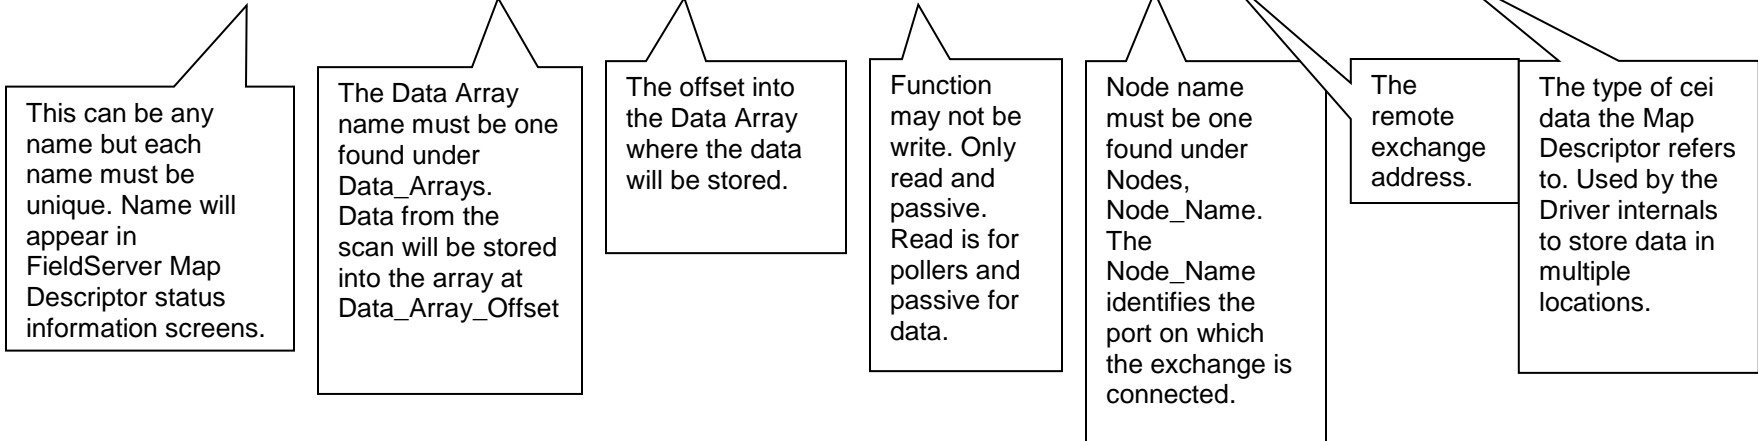 This can be any
name but each
name must be
unique. Name will
appear in
FieldServer Map
Descriptor status
information screens.
The Data Array
name must be one
found under
Data_Arrays.
Data from the
scan will be stored
into the array at
Data_Array_Offset
The offset into
the Data Array
where the data
will be stored.
Function
may not be
write. Only
read and
passive.
Read is for
pollers and
passive for
data.
Node name
must be one
found under
Nodes,
Node_Name.
The
Node_Name
identifies the
port on which
the exchange is
connected.
The
remote
exchange
address.
The type of cei
data the Map
Descriptor refers
to. Used by the
Driver internals
to store data in
multiple
locations.